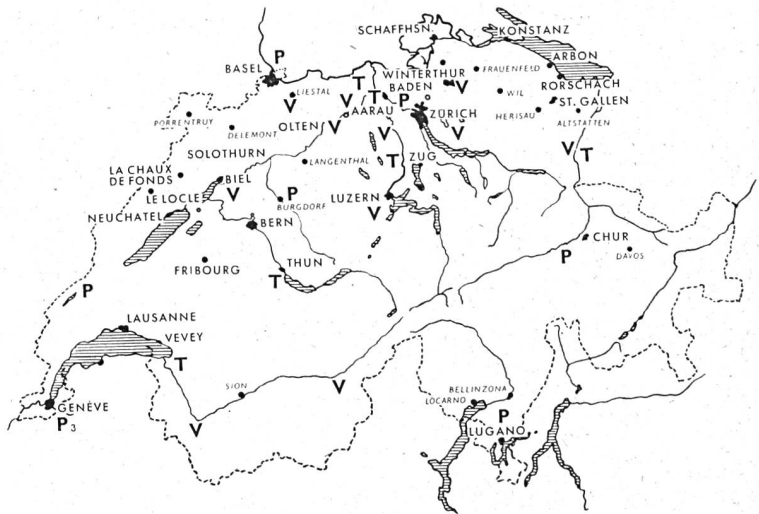 SCHAFFHSN.
KONSTANZ
P
BASEL
ARBON
WINTERTHUR
FRAUENFELD
T
BADEN
V
RORSCHACH
LIESTAL
V
T
P
WIL
ST. GALLEN
V
AARAU
ZÜRICH
HERISAU
ALTSTÄTTEN
PORRENTRUY
DELEMONT
OLTEN
V
V
SOLOTHURN
LANGENTHAL
T
ZUG
V T
LA CHAUX
DE FONDS
BIEL
V
P
LE LOCLE
BURGDORF
LUZERN
V
NEUCHATEL
BERN
CHUR
P
DAVOS
FRIBOURG
THUN
T
P
LAUSANNE
VEVEY
T
SION
V
BELLINZONA
LOCARNO
GENÈVE
P3
V
P
LUGANO